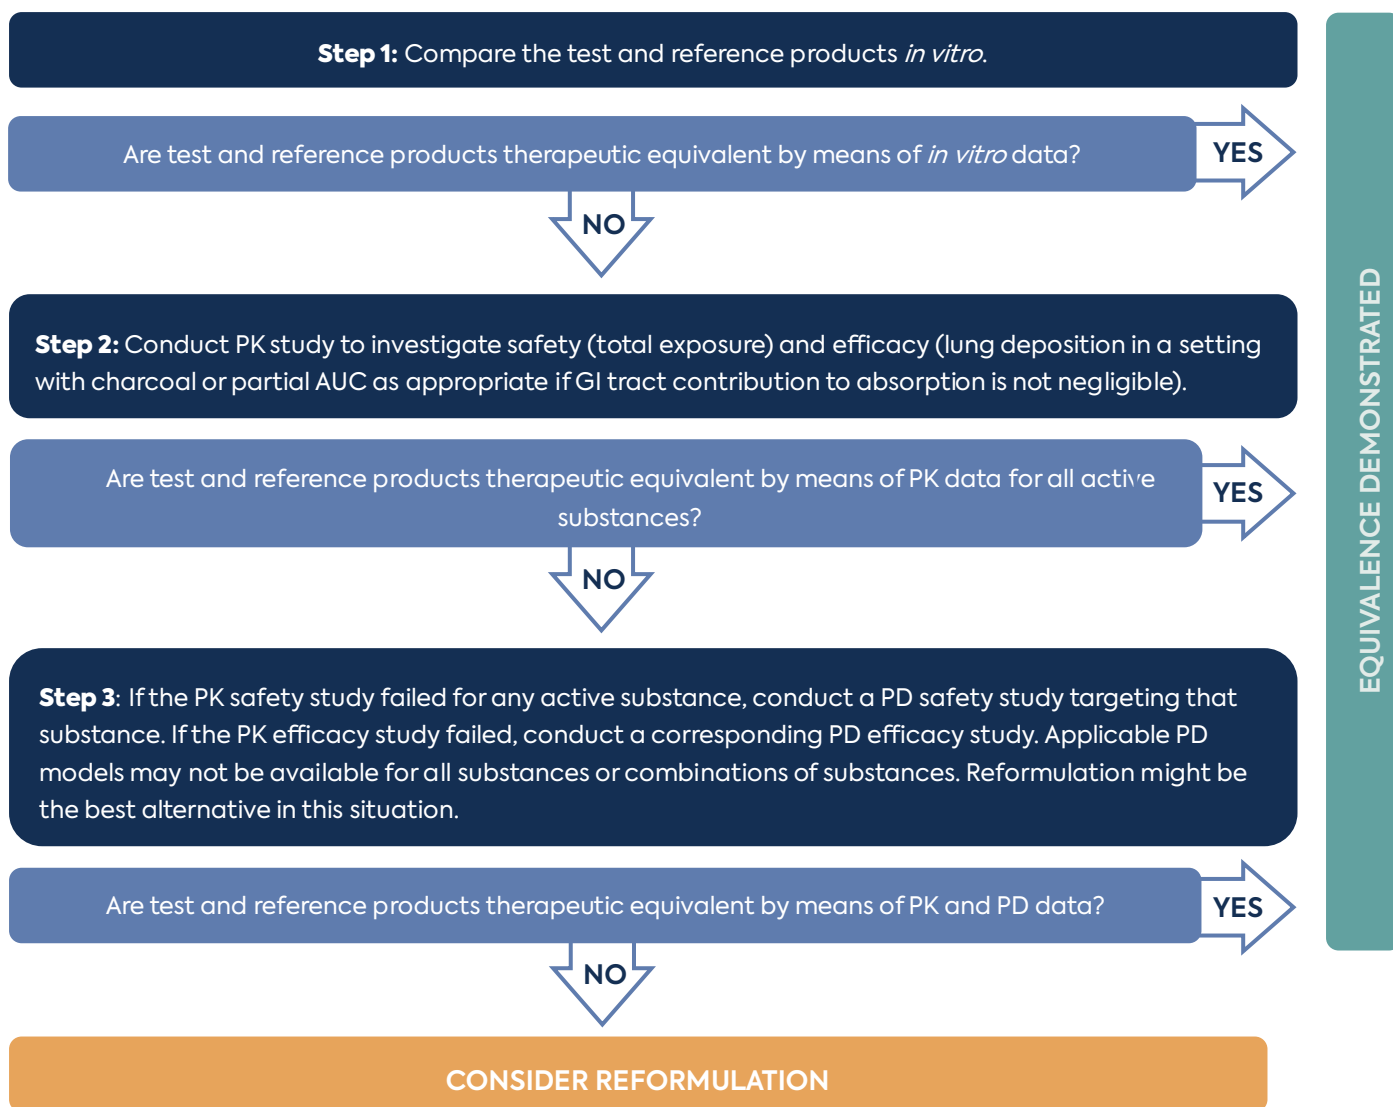 Step 1: Compare the test and reference products in vitro.
Are test and reference products therapeutic equivalent by means of in vitro data?
YES
NO
Step 2: Conduct PK study to investigate safety (total exposure) and efficacy (lung deposition in a setting
with charcoal or partial AUC as appropriate if GI tract contribution to absorption is not negligible).
Are test and reference products therapeutic equivalent by means of PK data for all active
substances?
YES
NO
Step 3: If the PK safety study failed for any active substance, conduct a PD safety study targeting that
substance. If the PK efficacy study failed, conduct a corresponding PD efficacy study. Applicable PD
models may not be available for all substances or combinations of substances. Reformulation might be
the best alternative in this situation.
Are test and reference products therapeutic equivalent by means of PK and PD data?
YES
NO
CONSIDER REFORMULATION
EQUIVALENCE DEMONSTRATED